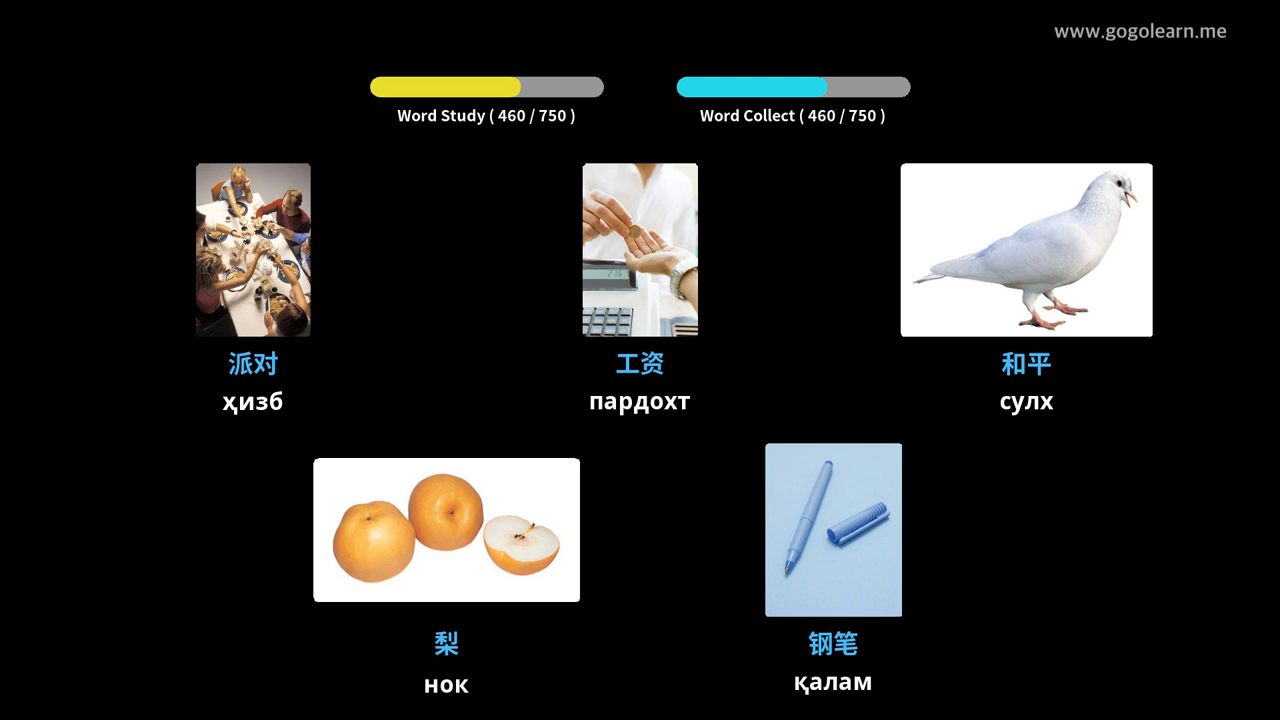 www.gogolearn.me
Word Study ( 460 / 750 )
Word Collect ( 460 / 750 )
派对
ҳизб
工资
пардохт
和平
сулх
梨
нок
钢笔
қалам